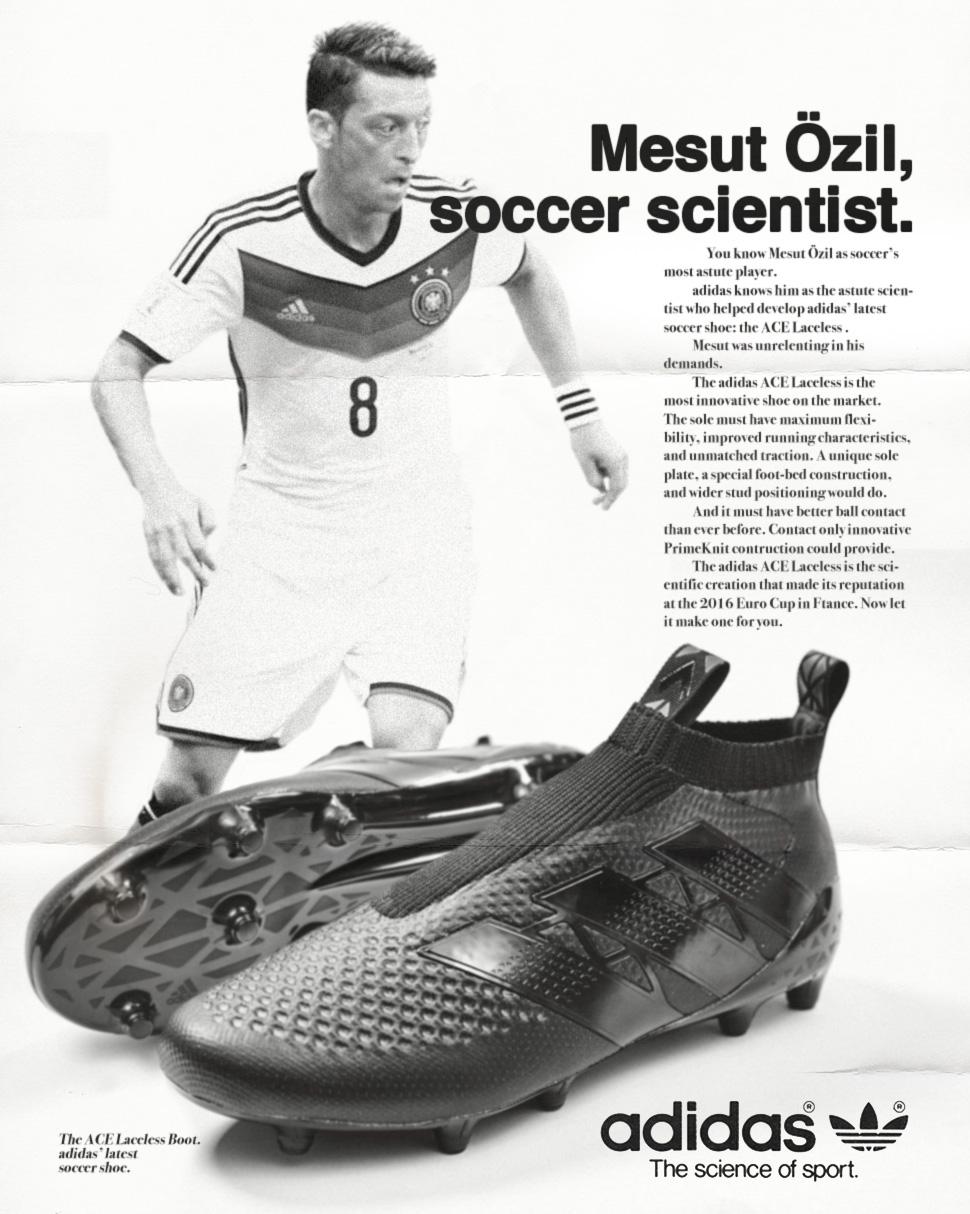 Mesut Özil,
soccer scientist.
You know Mesut Özil as soccer's
most astute player.
adidas knows him as the astute scien-
tist who helped develop adidas' latest
soccer shoe: the ACE Laceless .
Mesut was unrelenting in his
demands.
The adidas ACE Laceless is the
most innovative shoe on the market.
The sole must have maximum flexi-
bility, improved running characteristics,
and unmatched traction. A unique sole
plate, a special foot-bed construction,
and wider stud positioning would do.
And it must have better ball contact
than ever before. Contact only innovative
PrimeKnit contruction could provide.
The adidas ACE Laceless is the sci-
entific creation that made its reputation
at the 2016 Euro Cup in Ftance. Now let
it make one for you.
adidas
8
The ACE Laceless Boot.
adidas' latest
soccer shoe.
adidas® ®
The science of sport.